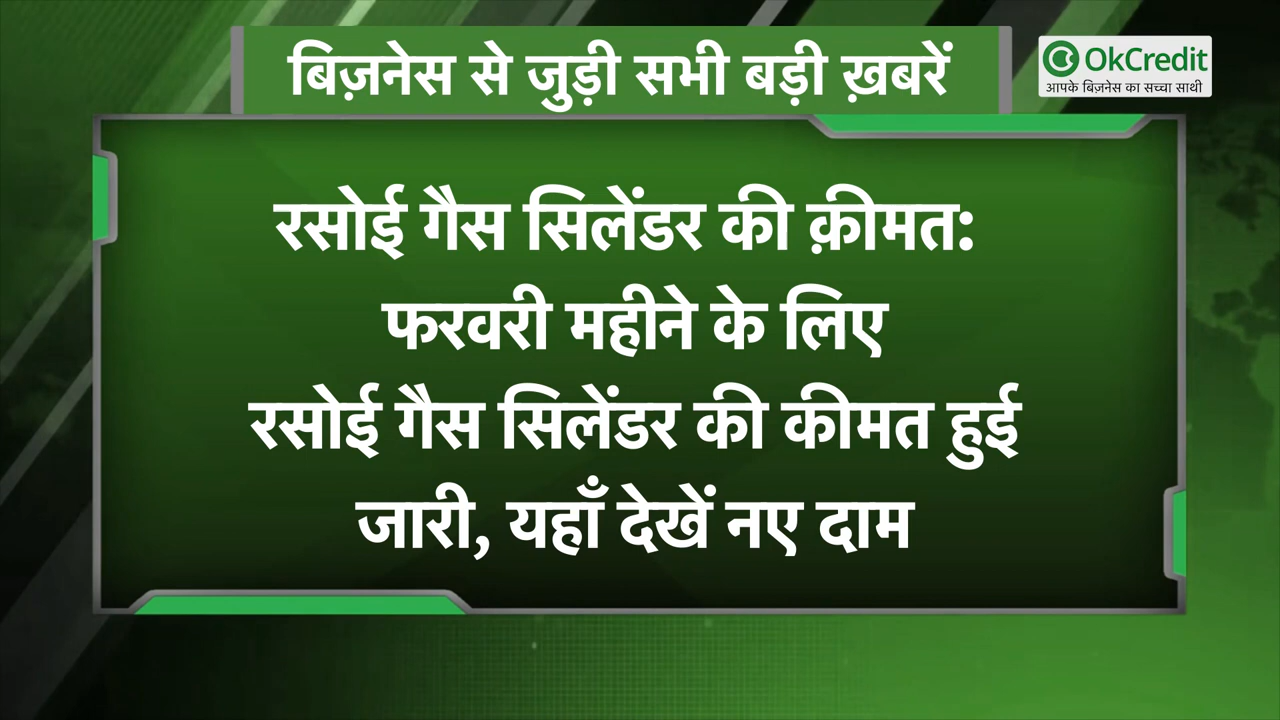 बिज़नेस से जुड़ी सभी बड़ी ख़बरें
OkCredit
आपके बिज़नेस का सच्चा साथी
रसोई गैस सिलेंडर की क़ीमत:
फरवरी महीने के लिए
रसोई गैस सिलेंडर की कीमत हुई
जारी, यहाँ देखें नए दाम